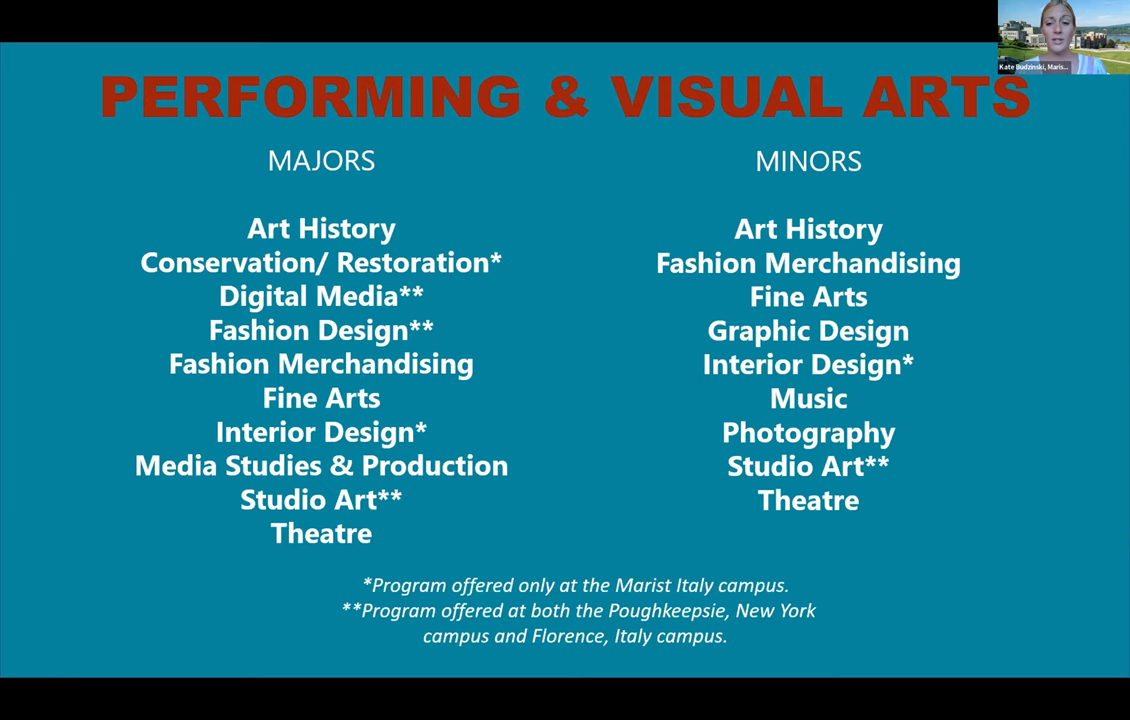 Kate Budzinski, Maris...
PERFORMING & VISUAL ARTS
MAJORS
Art History
Conservation/ Restoration*
Digital Media**
Fashion Design**
Fashion Merchandising
Fine Arts
Interior Design*
Media Studies & Production
Studio Art**
Theatre
MINORS
Art History
Fashion Merchandising
Fine Arts
Graphic Design
Interior Design*
Music
Photography
Studio Art**
Theatre
*Program offered only at the Marist Italy campus.
**Program offered at both the Poughkeepsie, New York
campus and Florence, Italy campus.